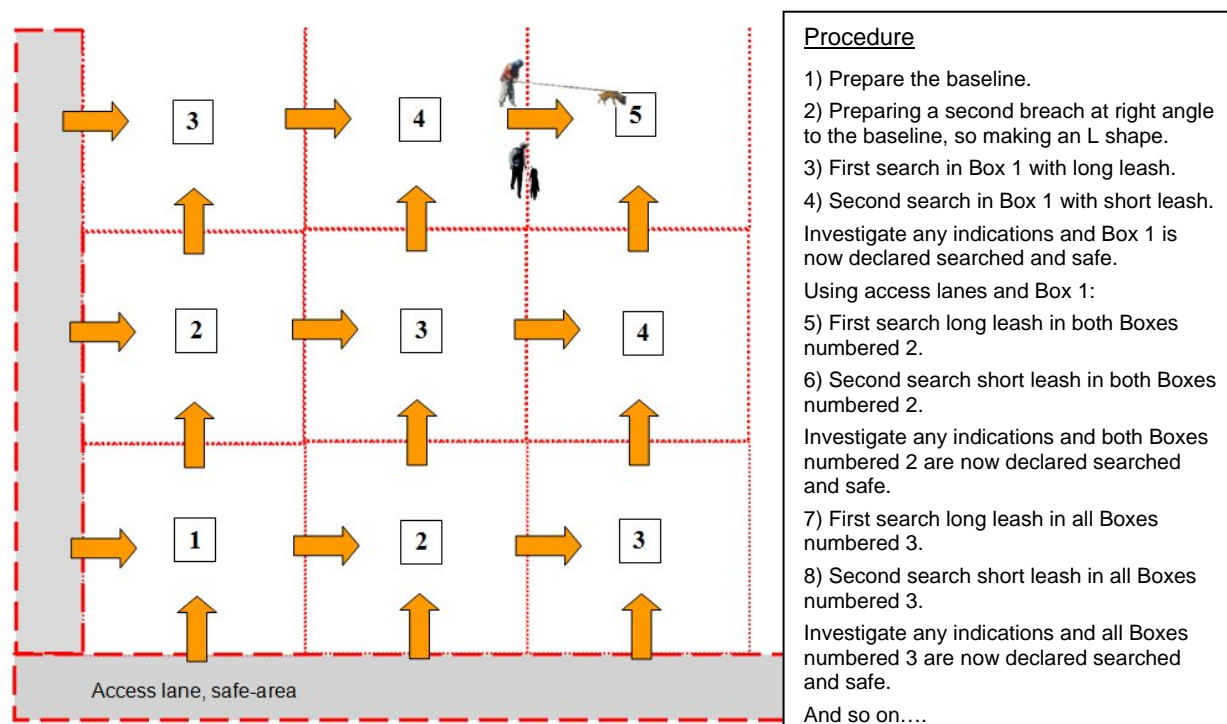 3
4
5
2
3
4
1
2
3
Access lane, safe-area
Procedure
1) Prepare the baseline.
2) Preparing a second breach at right angle
to the baseline, so making an L shape.
3) First search in Box 1 with long leash.
4) Second search in Box 1 with short leash.
Investigate any indications and Box 1 is
now declared searched and safe.
Using access lanes and Box 1:
5) First search long leash in both Boxes
numbered 2.
6) Second search short leash in both Boxes
numbered 2.
Investigate any indications and both Boxes
numbered 2 are now declared searched
and safe.
7) First search long leash in all Boxes
numbered 3.
8) Second search short leash in all Boxes
numbered 3.
Investigate any indications and all Boxes
numbered 3 are now declared searched
and safe.
And so on….